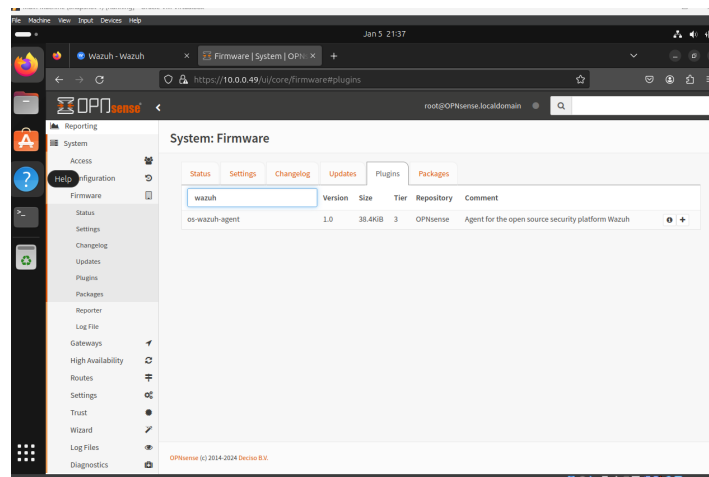 File Machine View Input Devices Help
Jan 5 21:37
Wazuh - Wazuh
System: Firmware | System | OPN
https://10.0.0.49/ui/core/firmware#plugins
OPNsense
root@OPNsense.localdomain
Reporting
System
Access
Help
nfiguration
Firmware
Status
Settings
Changelog
Updates
Plugins
Packages
Reporter
Log File
Gateways
High Availability
Routes
Settings
Trust
Wizard
Log Files
Diagnostics
System: Firmware
Status Settings Changelog Updates Plugins Packages
wazuh Version Size Tier Repository Comment
os-wazuh-agent 1.0 38.4KiB 3 OPNsense Agent for the open source security platform Wazuh
OPNsense (c) 2014-2024 Deciso B.V.